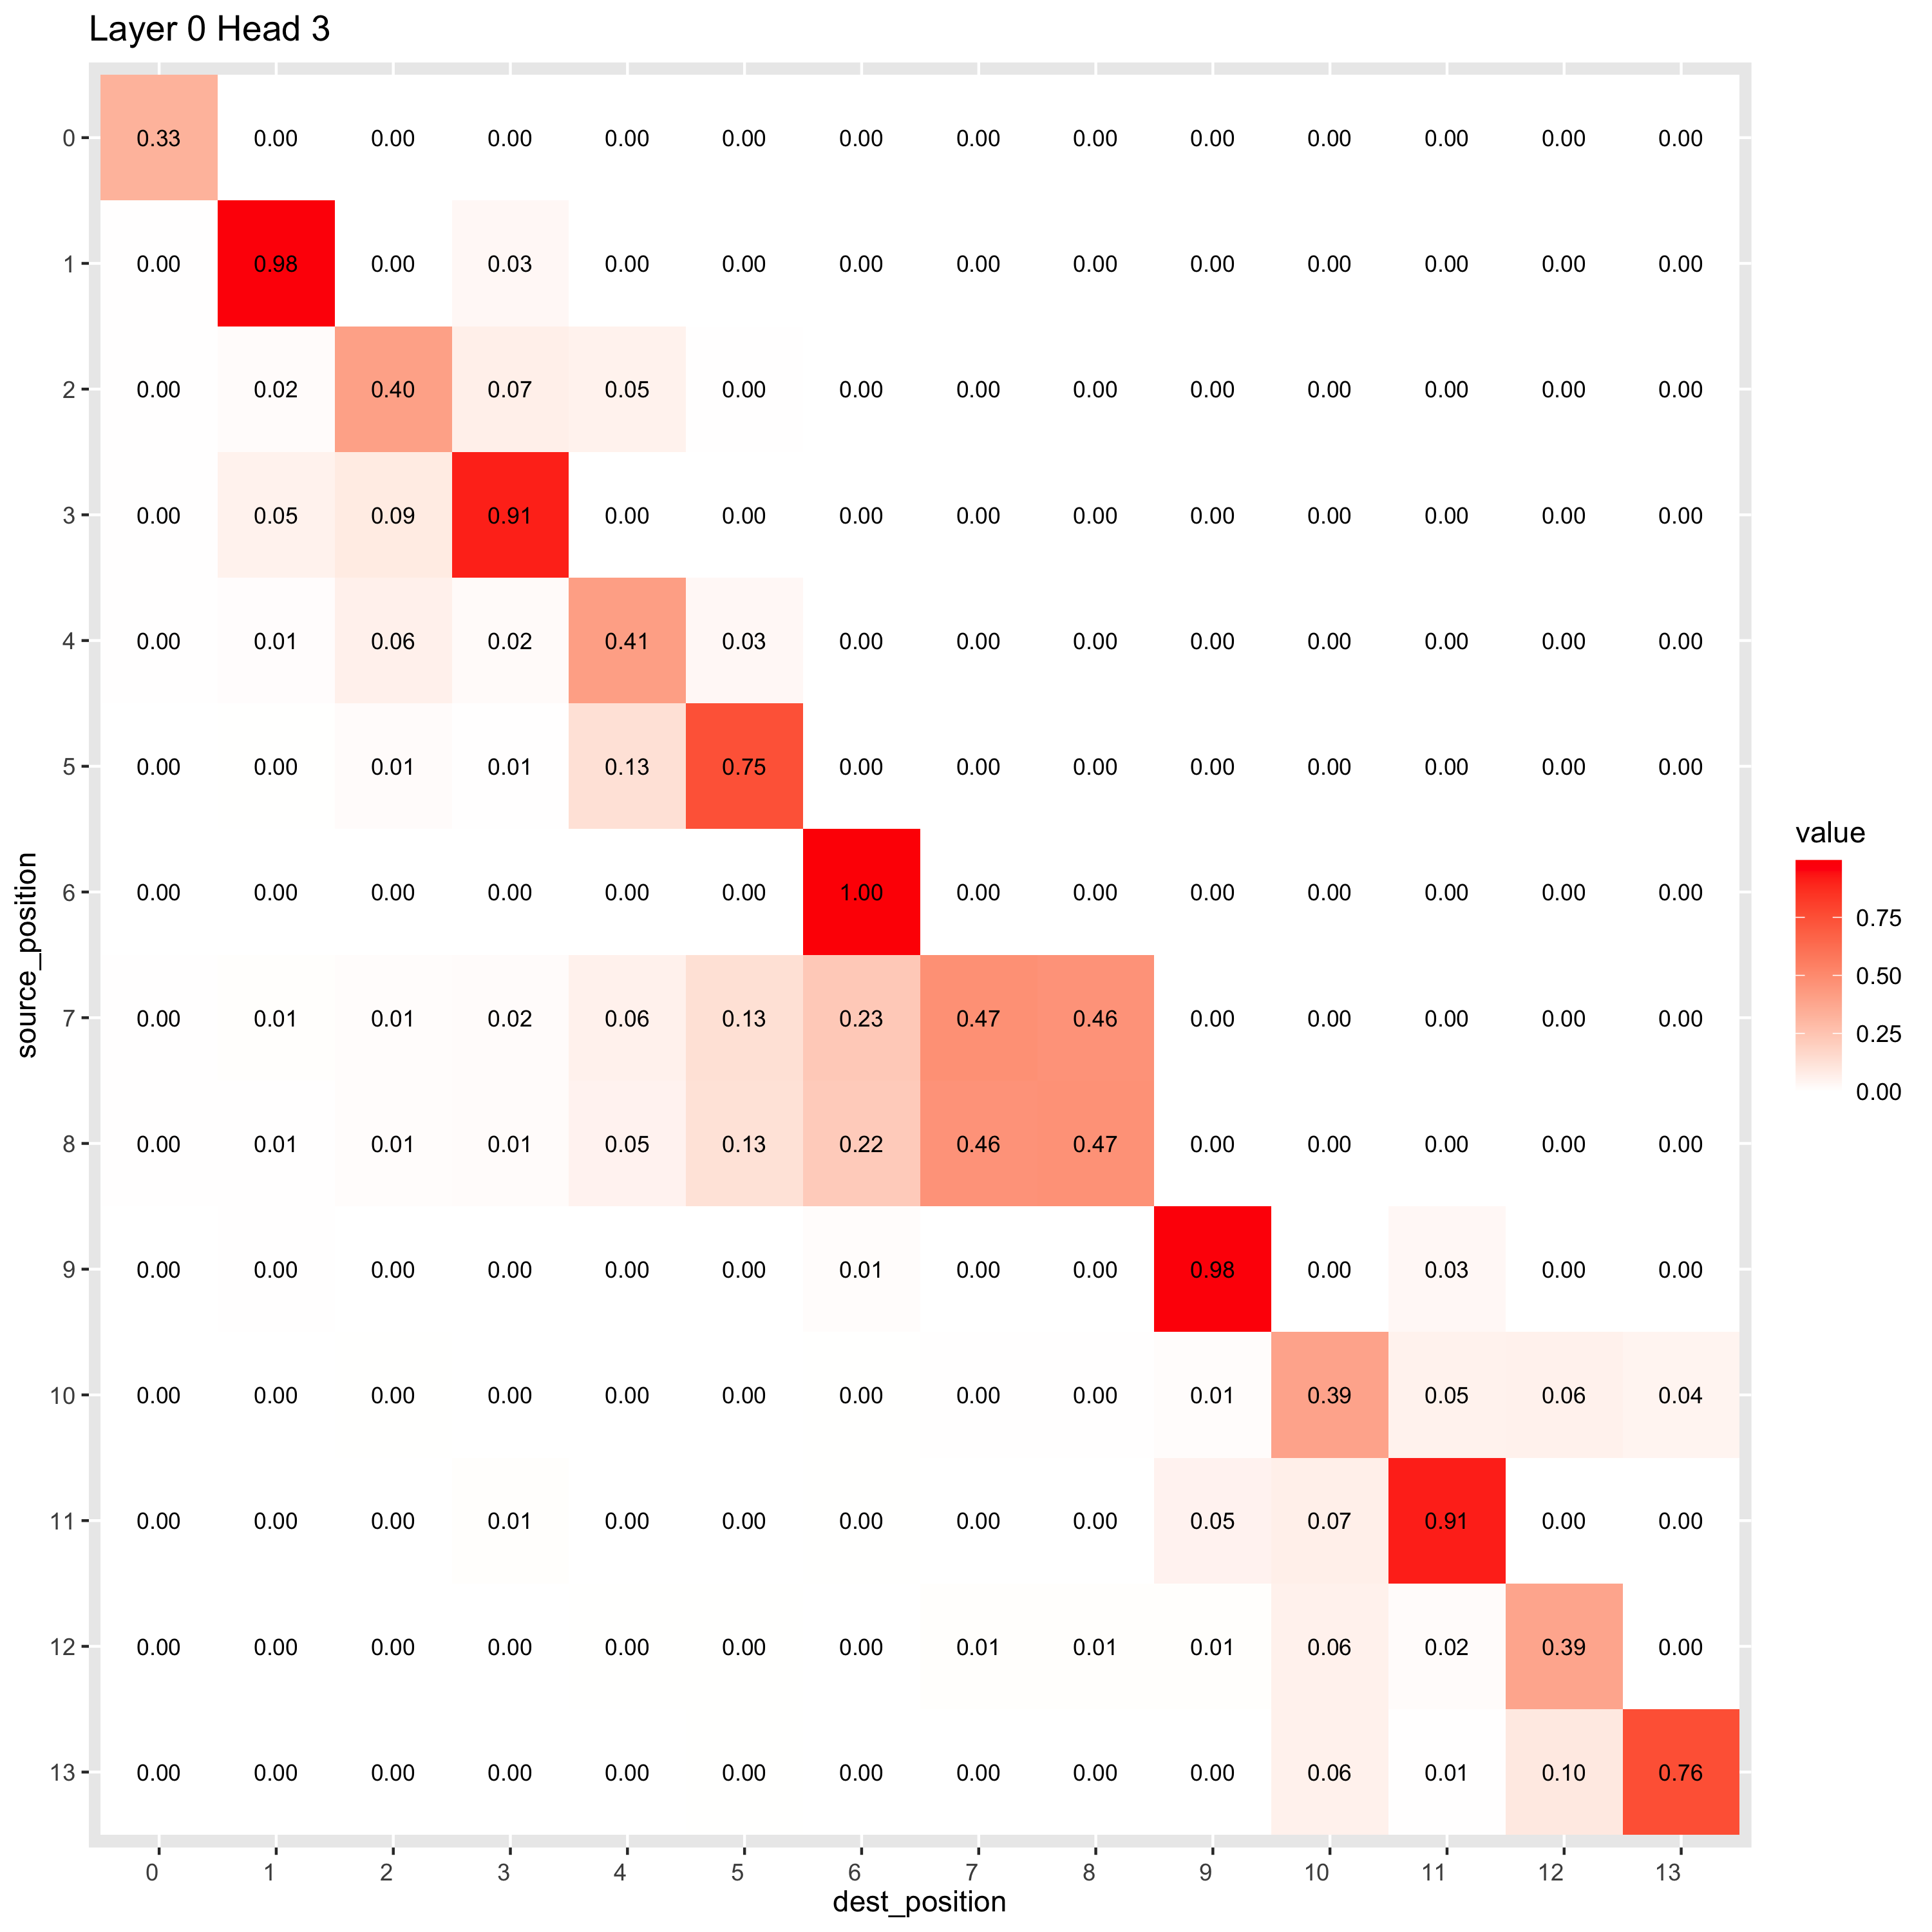 Layer 0 Head 3
0 0.33 0.00 0.00 0.00 0.00 0.00 0.00 0.00 0.00 0.00 0.00 0.00 0.00 0.00
1 0.00 0.98 0.00 0.03 0.00 0.00 0.00 0.00 0.00 0.00 0.00 0.00 0.00 0.00
2 0.00 0.02 0.40 0.07 0.05 0.00 0.00 0.00 0.00 0.00 0.00 0.00 0.00 0.00
3 0.00 0.05 0.09 0.91 0.00 0.00 0.00 0.00 0.00 0.00 0.00 0.00 0.00 0.00
4 0.00 0.01 0.06 0.02 0.41 0.03 0.00 0.00 0.00 0.00 0.00 0.00 0.00 0.00
5 0.00 0.00 0.01 0.01 0.13 0.75 0.00 0.00 0.00 0.00 0.00 0.00 0.00 0.00
6 0.00 0.00 0.00 0.00 0.00 0.00 1.00 0.00 0.00 0.00 0.00 0.00 0.00 0.00
7 0.00 0.01 0.01 0.02 0.06 0.13 0.23 0.47 0.46 0.00 0.00 0.00 0.00 0.00
8 0.00 0.01 0.01 0.01 0.05 0.13 0.22 0.46 0.47 0.00 0.00 0.00 0.00 0.00
9 0.00 0.00 0.00 0.00 0.00 0.00 0.01 0.00 0.00 0.98 0.00 0.03 0.00 0.00
10 0.00 0.00 0.00 0.00 0.00 0.00 0.00 0.00 0.00 0.01 0.39 0.05 0.06 0.04
11 0.00 0.00 0.00 0.01 0.00 0.00 0.00 0.00 0.00 0.05 0.07 0.91 0.00 0.00
12 0.00 0.00 0.00 0.00 0.00 0.00 0.00 0.01 0.01 0.01 0.06 0.02 0.39 0.00
13 0.00 0.00 0.00 0.00 0.00 0.00 0.00 0.00 0.00 0.00 0.06 0.01 0.10 0.76
0 1 2 3 4 5 6 7 8 9 10 11 12 13
dest_position
source_position
value
0.75
0.50
0.25
0.00